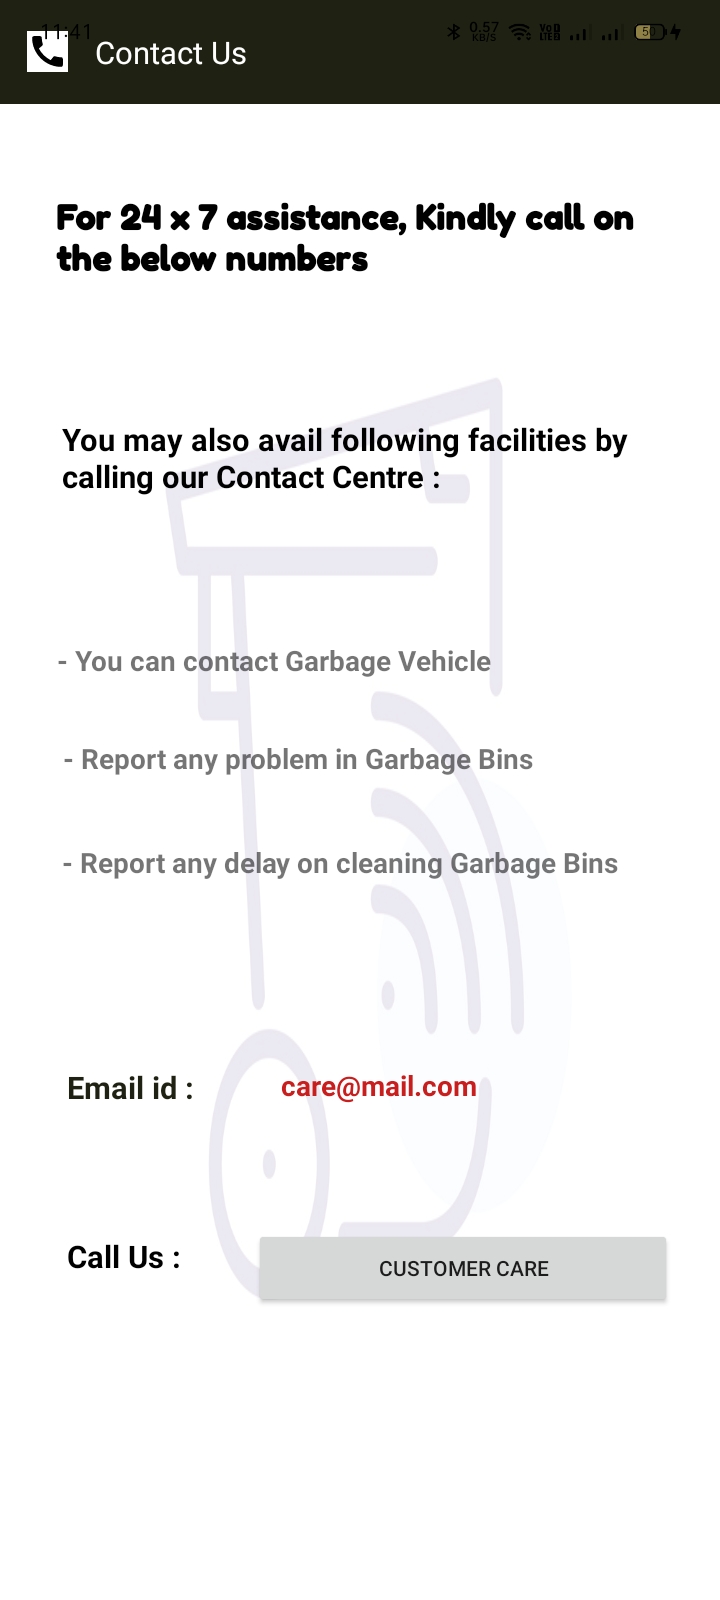 11:41
0.57
KB/S
Vo
LTE
50
Contact Us
For 24 x 7 assistance, Kindly call on
the below numbers
You may also avail following facilities by
calling our Contact Centre :
- You can contact Garbage Vehicle
- Report any problem in Garbage Bins
- Report any delay on cleaning Garbage Bins
Email id : care@mail.com
Call Us : CUSTOMER CARE